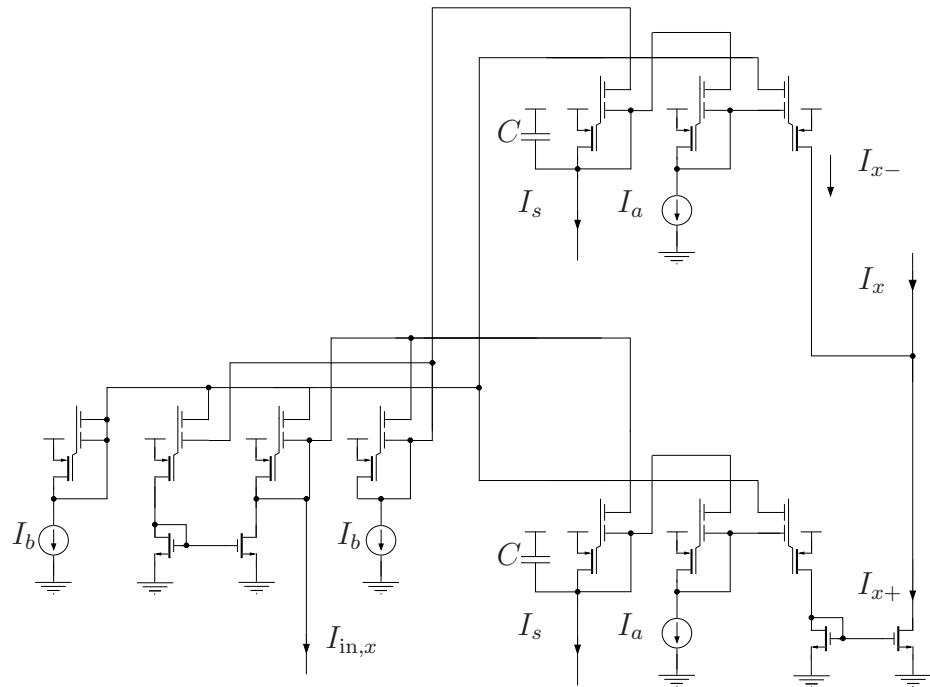 C
I_s
I_a
I_{x-}
I_x
I_b
I_b
I_{in,x}
C
I_s
I_a
I_{x+}